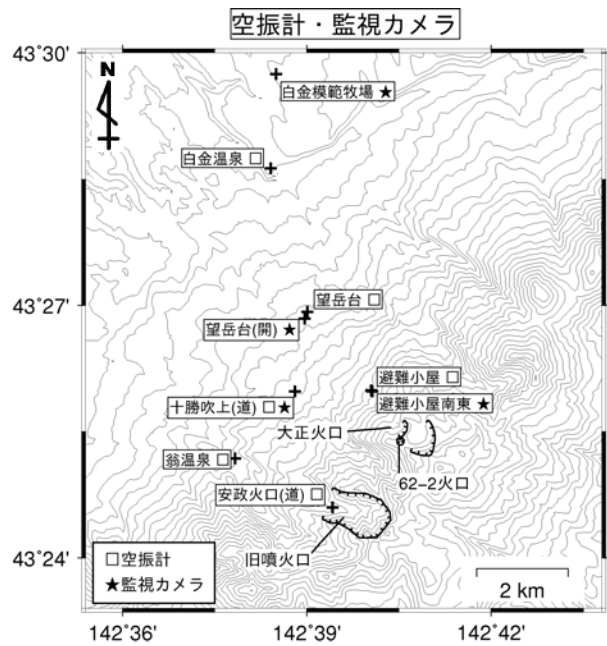 空振計・監視カメラ
43°30'
N
白金模範牧場 ★
白金温泉 □
望岳台 □
43°27'
望岳台(開) ★
避難小屋 □
十勝吹上(道) □★
避難小屋南東 ★
大正火口
翁温泉 □
62-2火口
安政火口(道) □
旧噴火口
43°24'
□空振計
★監視カメラ
2 km
142°36'
142°39'
142°42'